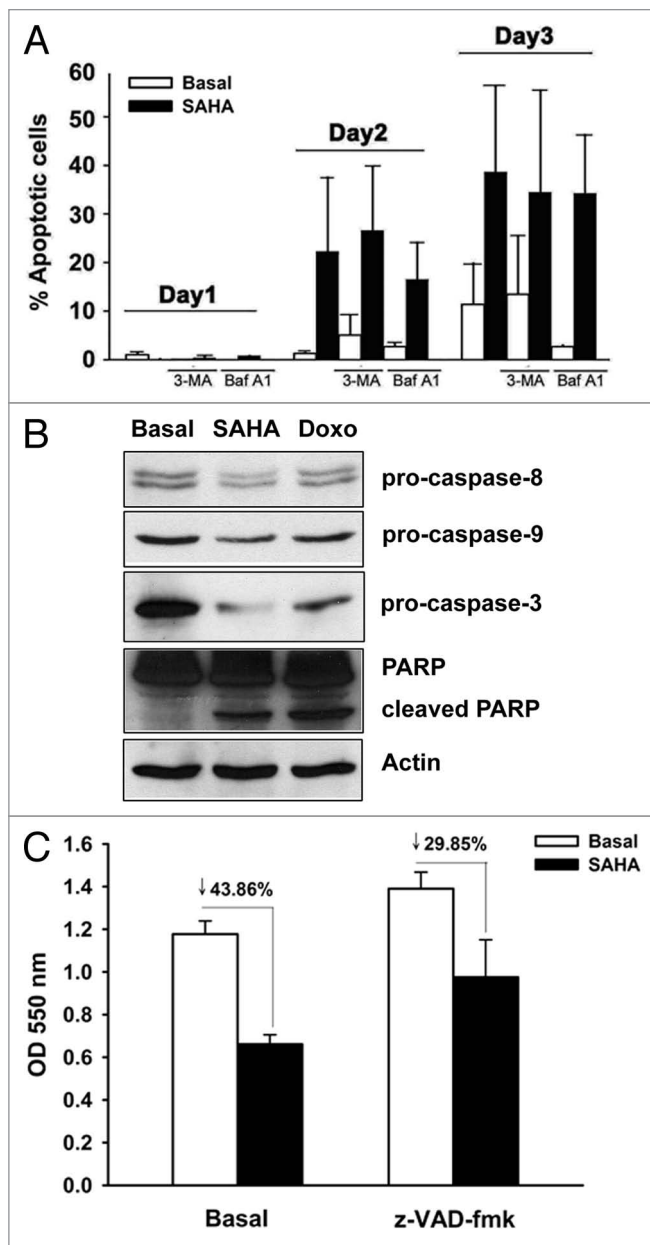 A
Day3
60
Basal
50
SAHA
Day2
40
30
Day1
20
10
0
% Apoptotic cells
3-MA Baf A1 3-MA Baf A1 3-MA Baf A1
B
Basal SAHA Doxo
pro-caspase-8
pro-caspase-9
pro-caspase-3
PARP
cleaved PARP
Actin
C
1.6
↓ 29.85%
Basal
SAHA
1.4
↓ 43.86%
1.2
1.0
0.8
0.6
0.4
0.2
0.0
OD 550 nm
Basal z-VAD-fmk